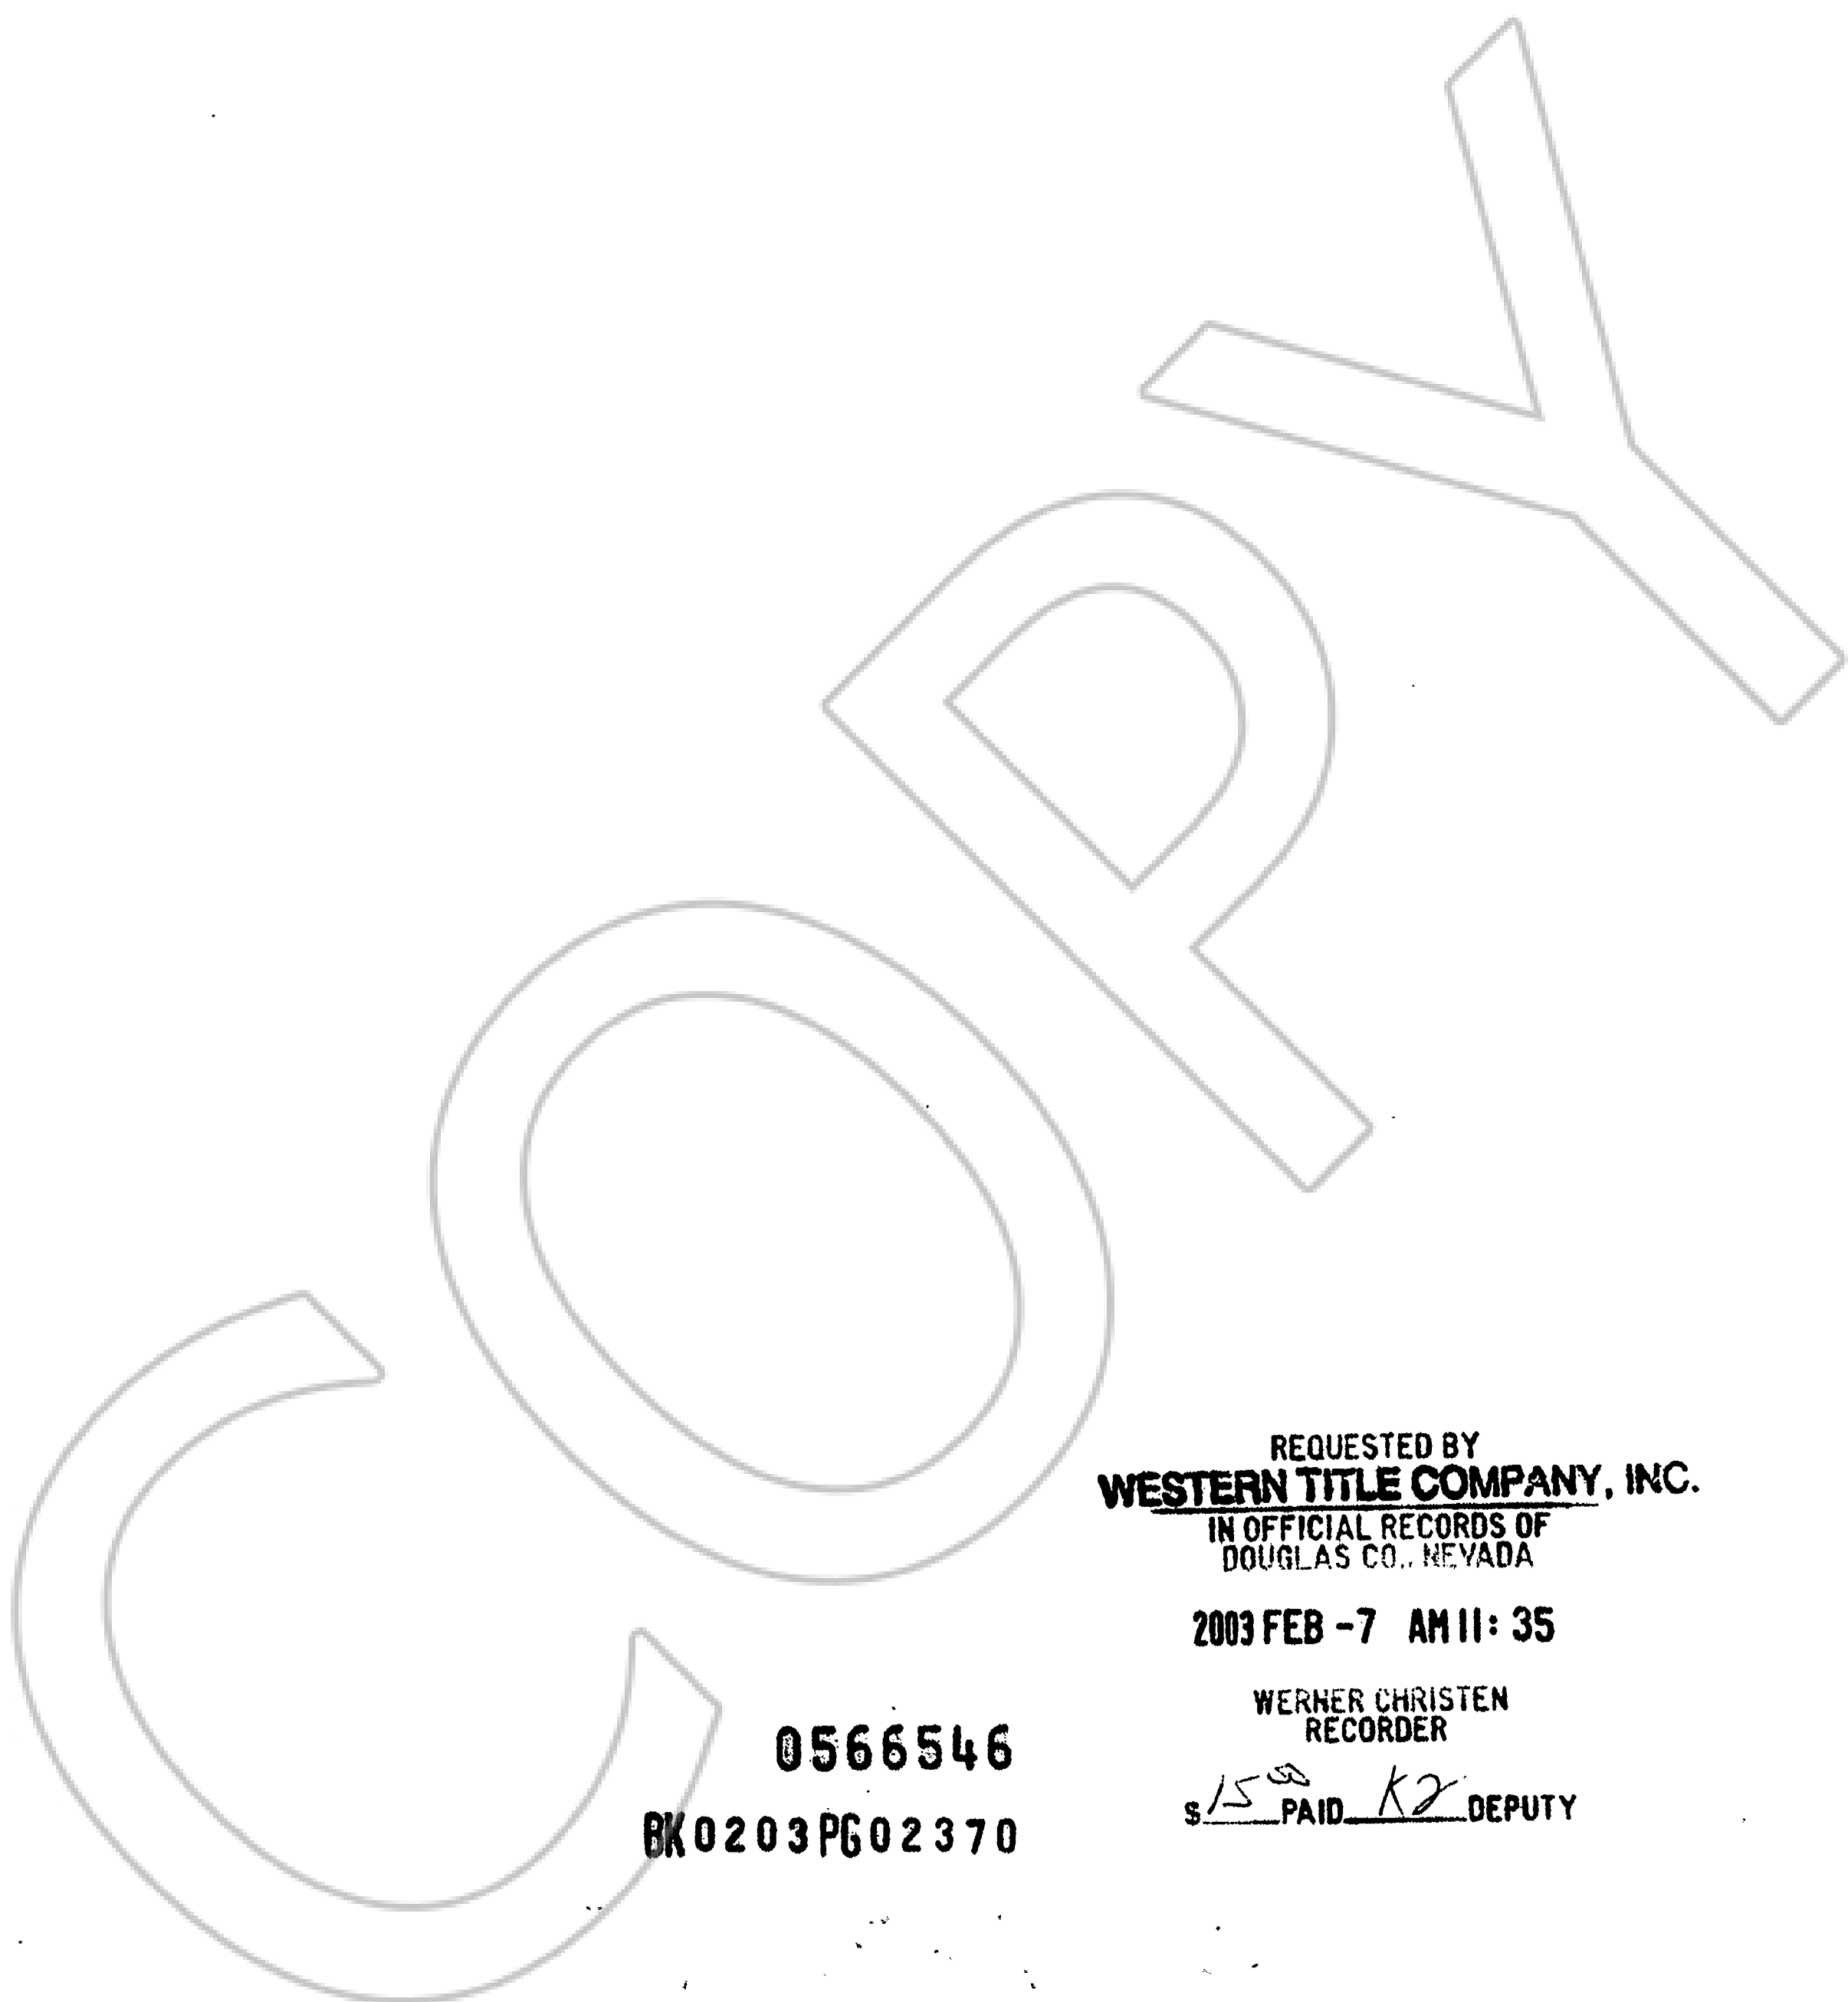 COPY
REQUESTED BY
WESTERN TITLE COMPANY, INC.
IN OFFICIAL RECORDS OF
DOUGLAS CO., NEVADA
2003 FEB -7 AM 11: 35
WERNER CHRISTEN
RECORDER
$ 15 00 PAID K2 DEPUTY
0566546
BK0203PG02370